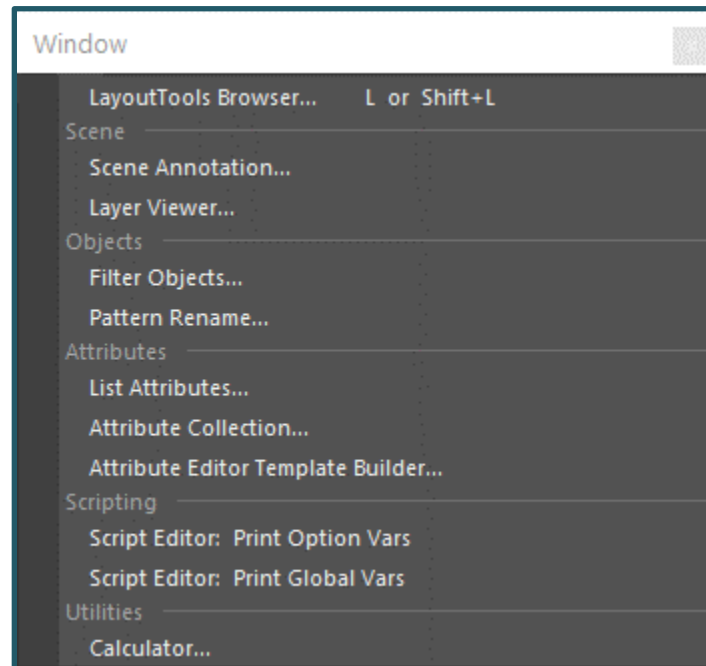 Window
LayoutTools Browser... L or Shift+L
Scene
Scene Annotation...
Layer Viewer...
Objects
Filter Objects...
Pattern Rename...
Attributes
List Attributes...
Attribute Collection...
Attribute Editor Template Builder...
Scripting
Script Editor: Print Option Vars
Script Editor: Print Global Vars
Utilities
Calculator...